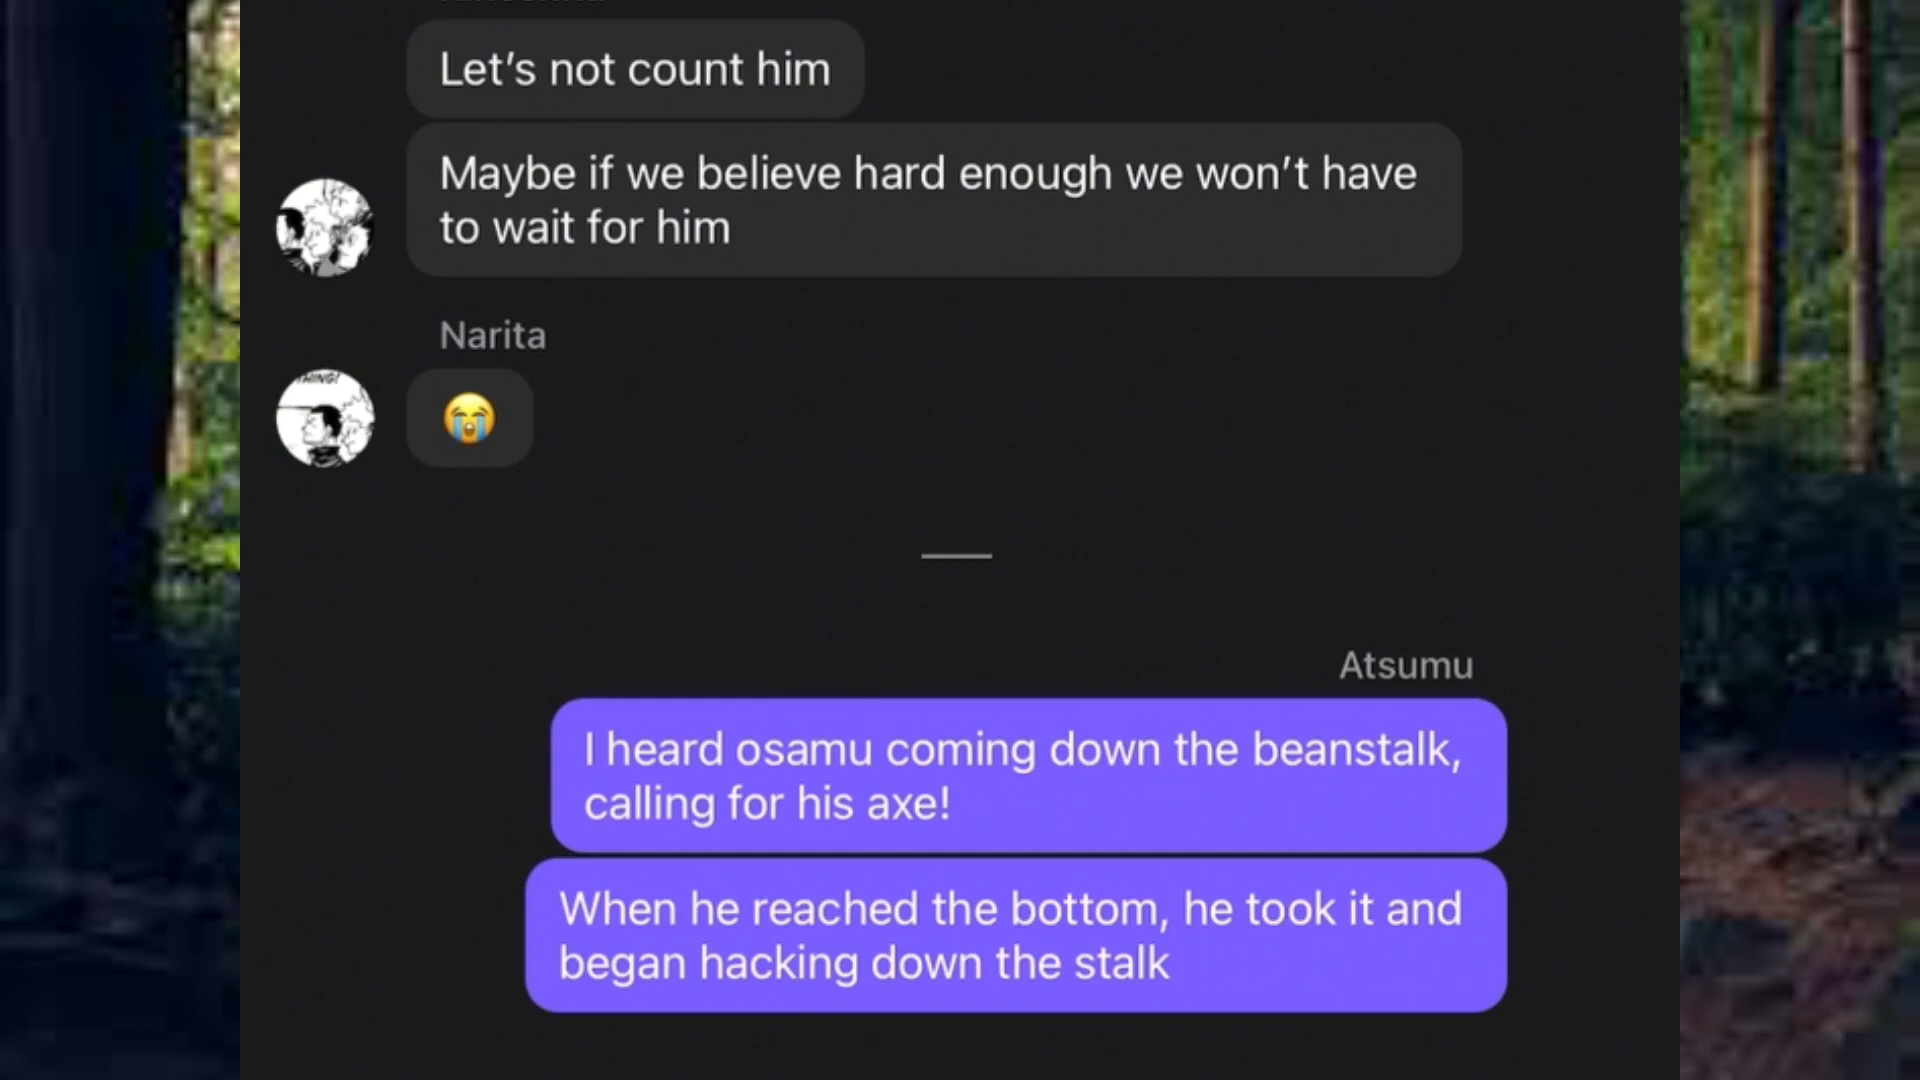 Let's not count him
Maybe if we believe hard enough we won't have
to wait for him
Narita
THING!
😭
Atsumu
I heard osamu coming down the beanstalk,
calling for his axe!
When he reached the bottom, he took it and
began hacking down the stalk